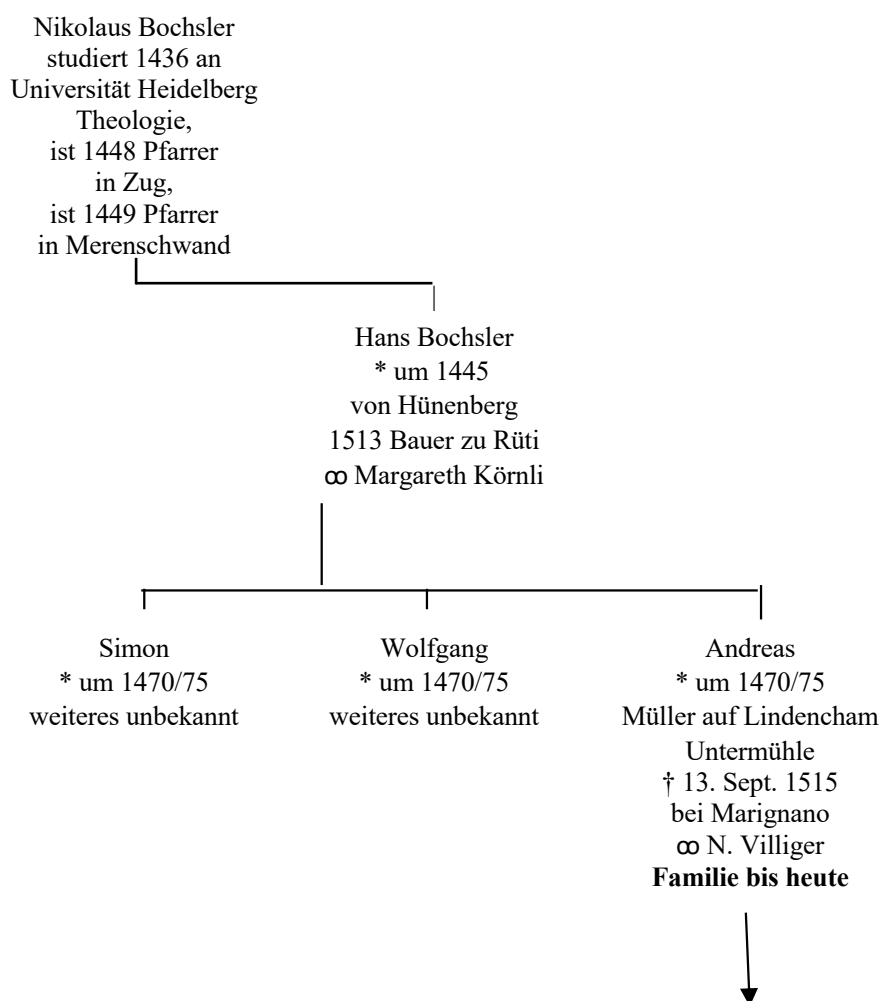 Nikolaus Bochsler
studiert 1436 an
Universität Heidelberg
Theologie,
ist 1448 Pfarrer
in Zug,
ist 1449 Pfarrer
in Merenschwand
Hans Bochsler
* um 1445
von Hünenberg
1513 Bauer zu Rüti
ꝏ Margareth Körnli
Simon
* um 1470/75
weiteres unbekannt
Wolfgang
* um 1470/75
weiteres unbekannt
Andreas
* um 1470/75
Müller auf Lindencham
Untermühle
† 13. Sept. 1515
bei Marignano
ꝏ N. Villiger
Familie bis heute